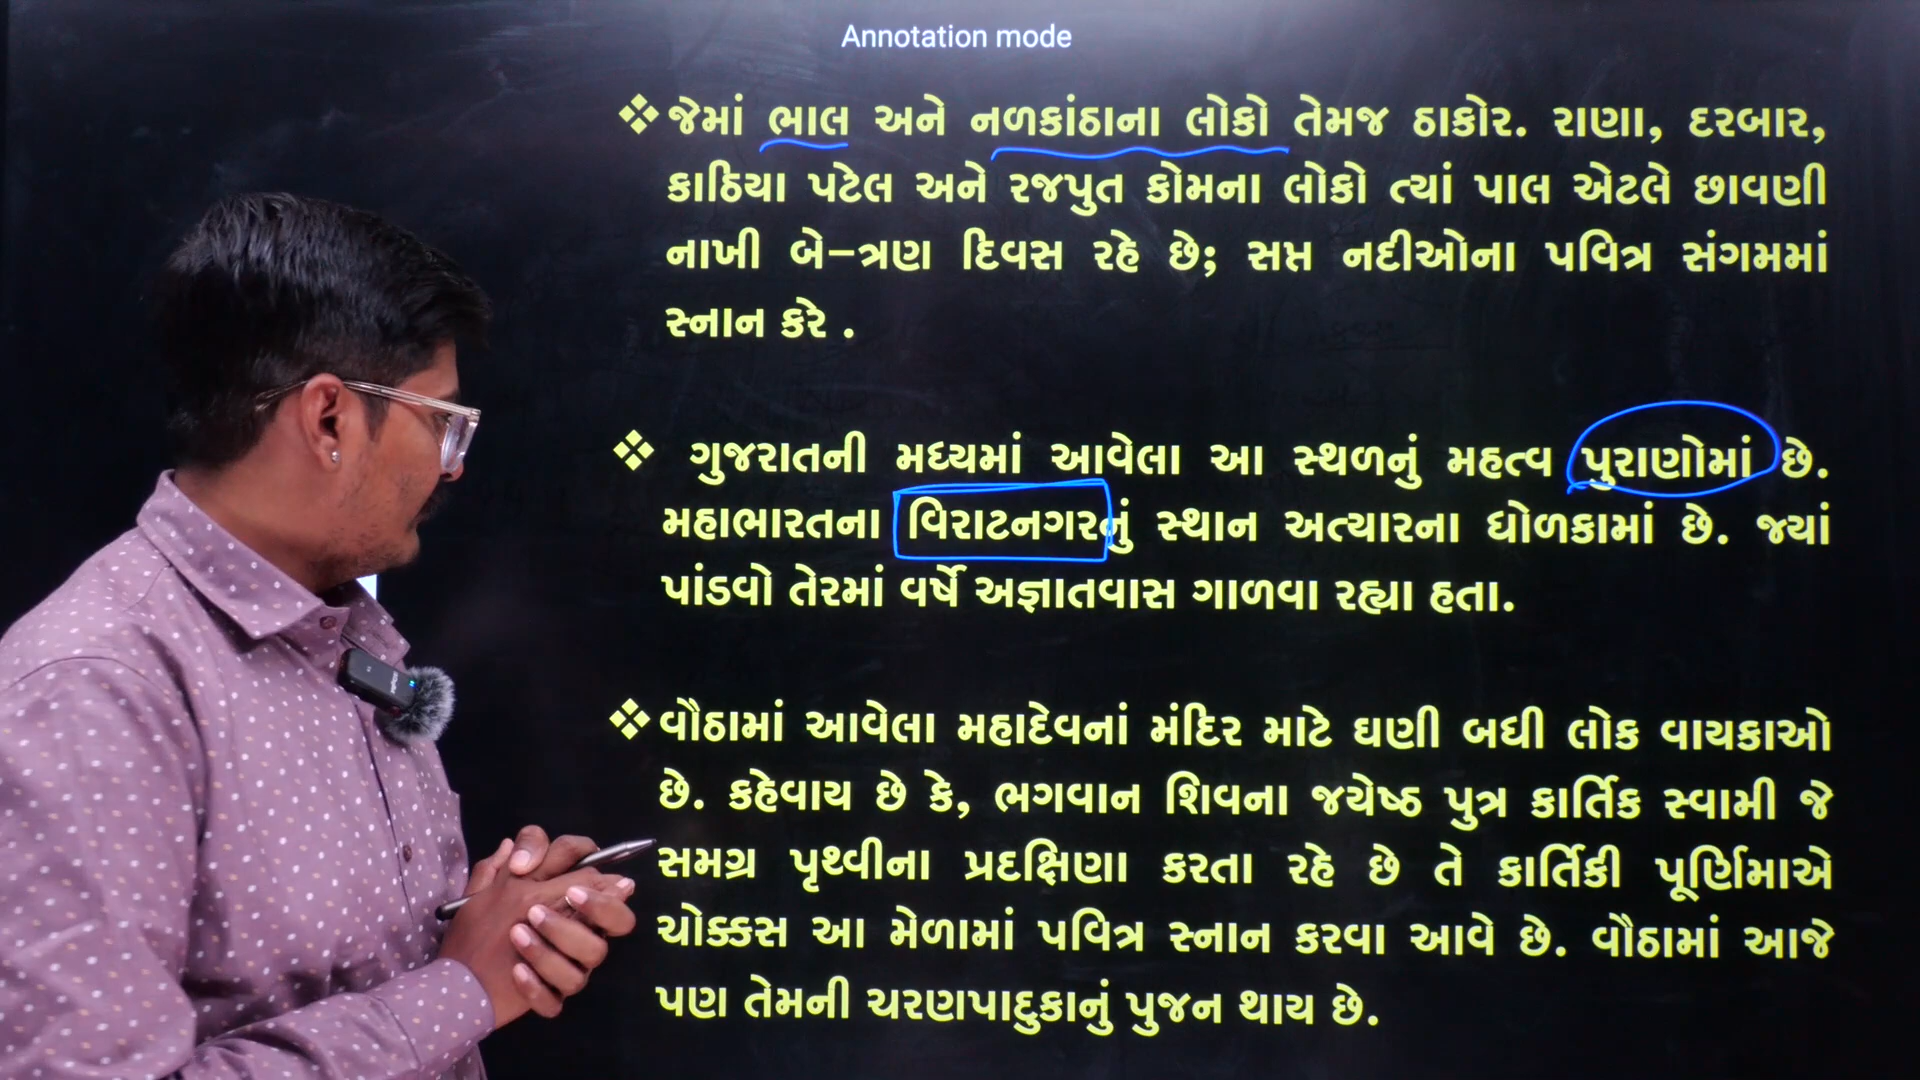 Annotation mode
❖જેમાં ભાલ અને નળકાંઠાના લોકો તેમજ ઠાકોર. રાણા, દરબાર,
કાઠિયા પટેલ અને રજપુત કોમના લોકો ત્યાં પાલ એટલે છાવણી
નાખી બે–ત્રણ દિવસ રહે છે; સપ્ત નદીઓના પવિત્ર સંગમમાં
સ્નાન કરે .
❖ ગુજરાતની મધ્યમાં આવેલા આ સ્થળનું મહત્વ પુરાણોમાં છે.
મહાભારતના વિરાટનગરનું સ્થાન અત્યારના ધોળકામાં છે. જ્યાં
પાંડવો તેરમાં વર્ષે અજ્ઞાતવાસ ગાળવા રહ્યા હતા.
❖વૌઠામાં આવેલા મહાદેવનાં મંદિર માટે ઘણી બધી લોક વાયકાઓ
છે. કહેવાય છે કે, ભગવાન શિવના જયેષ્ઠ પુત્ર કાર્તિક સ્વામી જે
સમગ્ર પૃથ્વીના પ્રદક્ષિણા કરતા રહે છે તે કાર્તિકી પૂર્ણિમાએ
ચોક્કસ આ મેળામાં પવિત્ર સ્નાન કરવા આવે છે. વૌઠામાં આજે
પણ તેમની ચરણપાદુકાનું પુજન થાય છે.